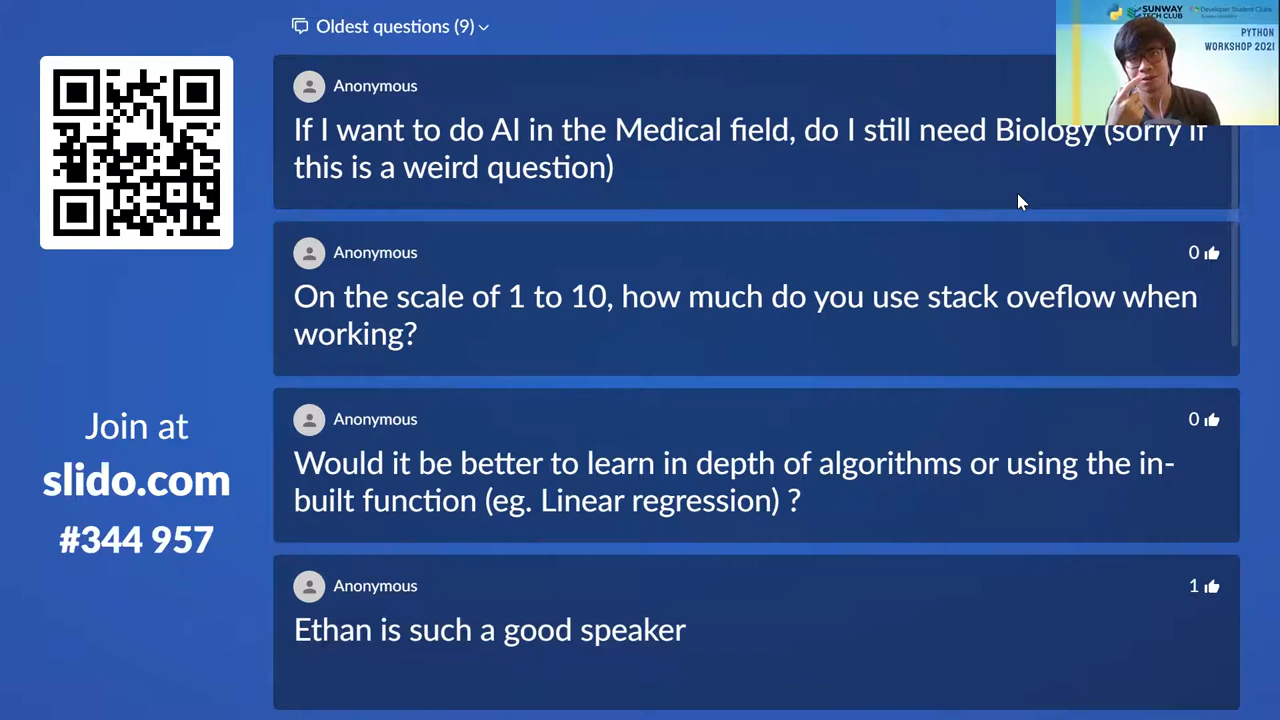 Oldest questions (9)
SUNWAY
TECH CLUB
Developer Student Clubs
PYTHON
WORKSHOP 2021
Anonymous
If I want to do AI in the Medical field, do I still need Biology (sorry if
this is a weird question)
Anonymous
0
On the scale of 1 to 10, how much do you use stack oveflow when
working?
Anonymous
0
Would it be better to learn in depth of algorithms or using the in-
built function (eg. Linear regression) ?
Anonymous
1
Ethan is such a good speaker
Join at
slido.com
#344 957